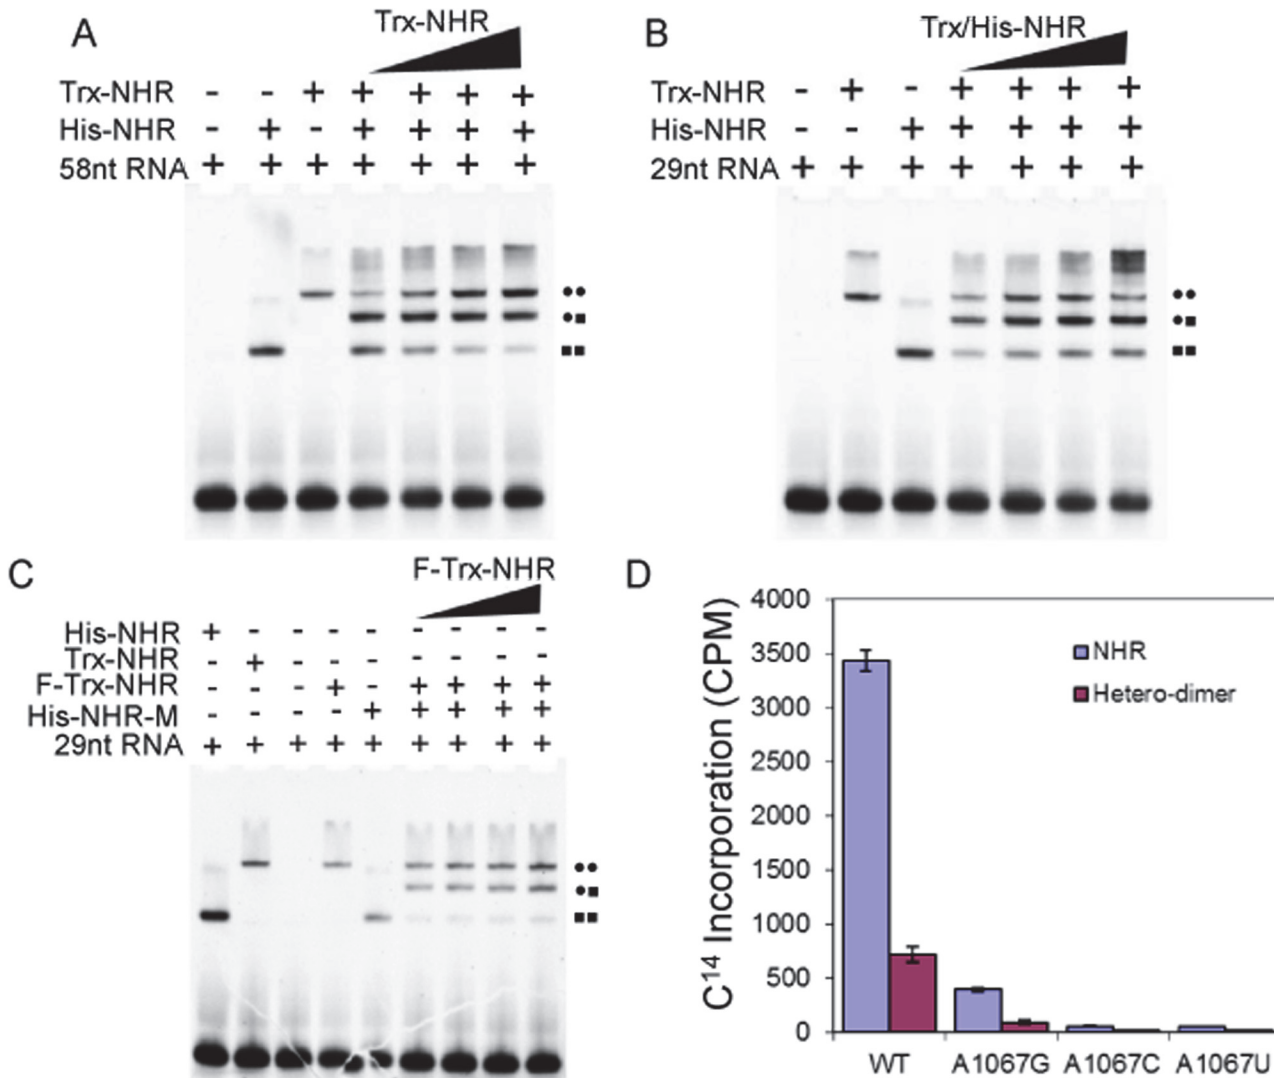 A
Trx-NHR
Trx-NHR - - + + + + +
His-NHR - + - + + + +
58nt RNA + + + + + + +
B
Trx/His-NHR
Trx-NHR - + - + + + +
His-NHR - - + + + + +
29nt RNA + + + + + + +
C
F-Trx-NHR
His-NHR + - - - - - - - -
Trx-NHR - + - - - - - - -
F-Trx-NHR - - - + - + + + +
His-NHR-M - - - - + + + + +
29nt RNA + + + + + + + + +
D
C14 Incorporation (CPM)
4000
3500
3000
2500
2000
1500
1000
500
0
NHR
Hetero-dimer
WT A1067G A1067C A1067U